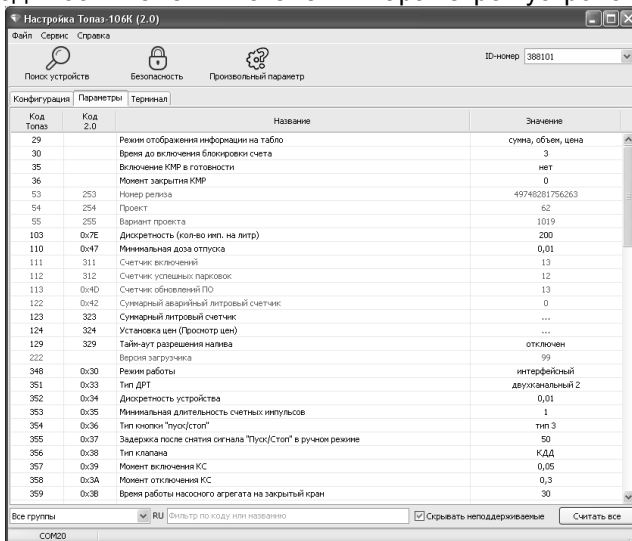 Настройка Топаз-106К (2.0)
Файл Сервис Справка
Поиск устройств Безопасность Произвольный параметр ID-номер 388101
Конфигурация Параметры Терминал
Код Топаз Код 2.0 Название Значение
29 Режим отображения информации на табло сумма, объем, цена
30 Время до включения блокировки счета 3
35 Включение КМР в готовности нет
36 Момент закрытия КМР 0
53 253 Номер релиза 49748281756263
54 254 Проект 62
55 255 Вариант проекта 1019
103 0x7E Дискретность (кол-во имп. на литр) 200
110 0x47 Минимальная доза отпуска 0,01
111 311 Счетчик включений 13
112 312 Счетчик успешных парковок 12
113 0x4D Счетчик обновлений ПО 13
122 0x42 Суммарный аварийный литровый счетчик 0
123 323 Суммарный литровый счетчик ...
124 324 Установка цен (Просмотр цен) ...
129 329 Тайм-аут разрешения налива отключен
222 Версия загрузчика 99
348 0x30 Режим работы интерфейсный
351 0x33 Тип ДРТ двухканальный 2
352 0x34 Дискретность устройства 0,01
353 0x35 Минимальная длительность счетных импульсов 1
354 0x36 Тип кнопки "пуск/стоп" тип 3
355 0x37 Задержка после снятия сигнала "Пуск/Стоп" в ручном режиме 50
356 0x38 Тип клапана КДД
357 0x39 Момент включения КС 0,05
358 0x3A Момент отключения КС 0,3
359 0x3B Время работы насосного агрегата на закрытый кран 30
Все группы RU Фильтр по коду или названию Скрывать неподдерживаемые Считать все
COM20